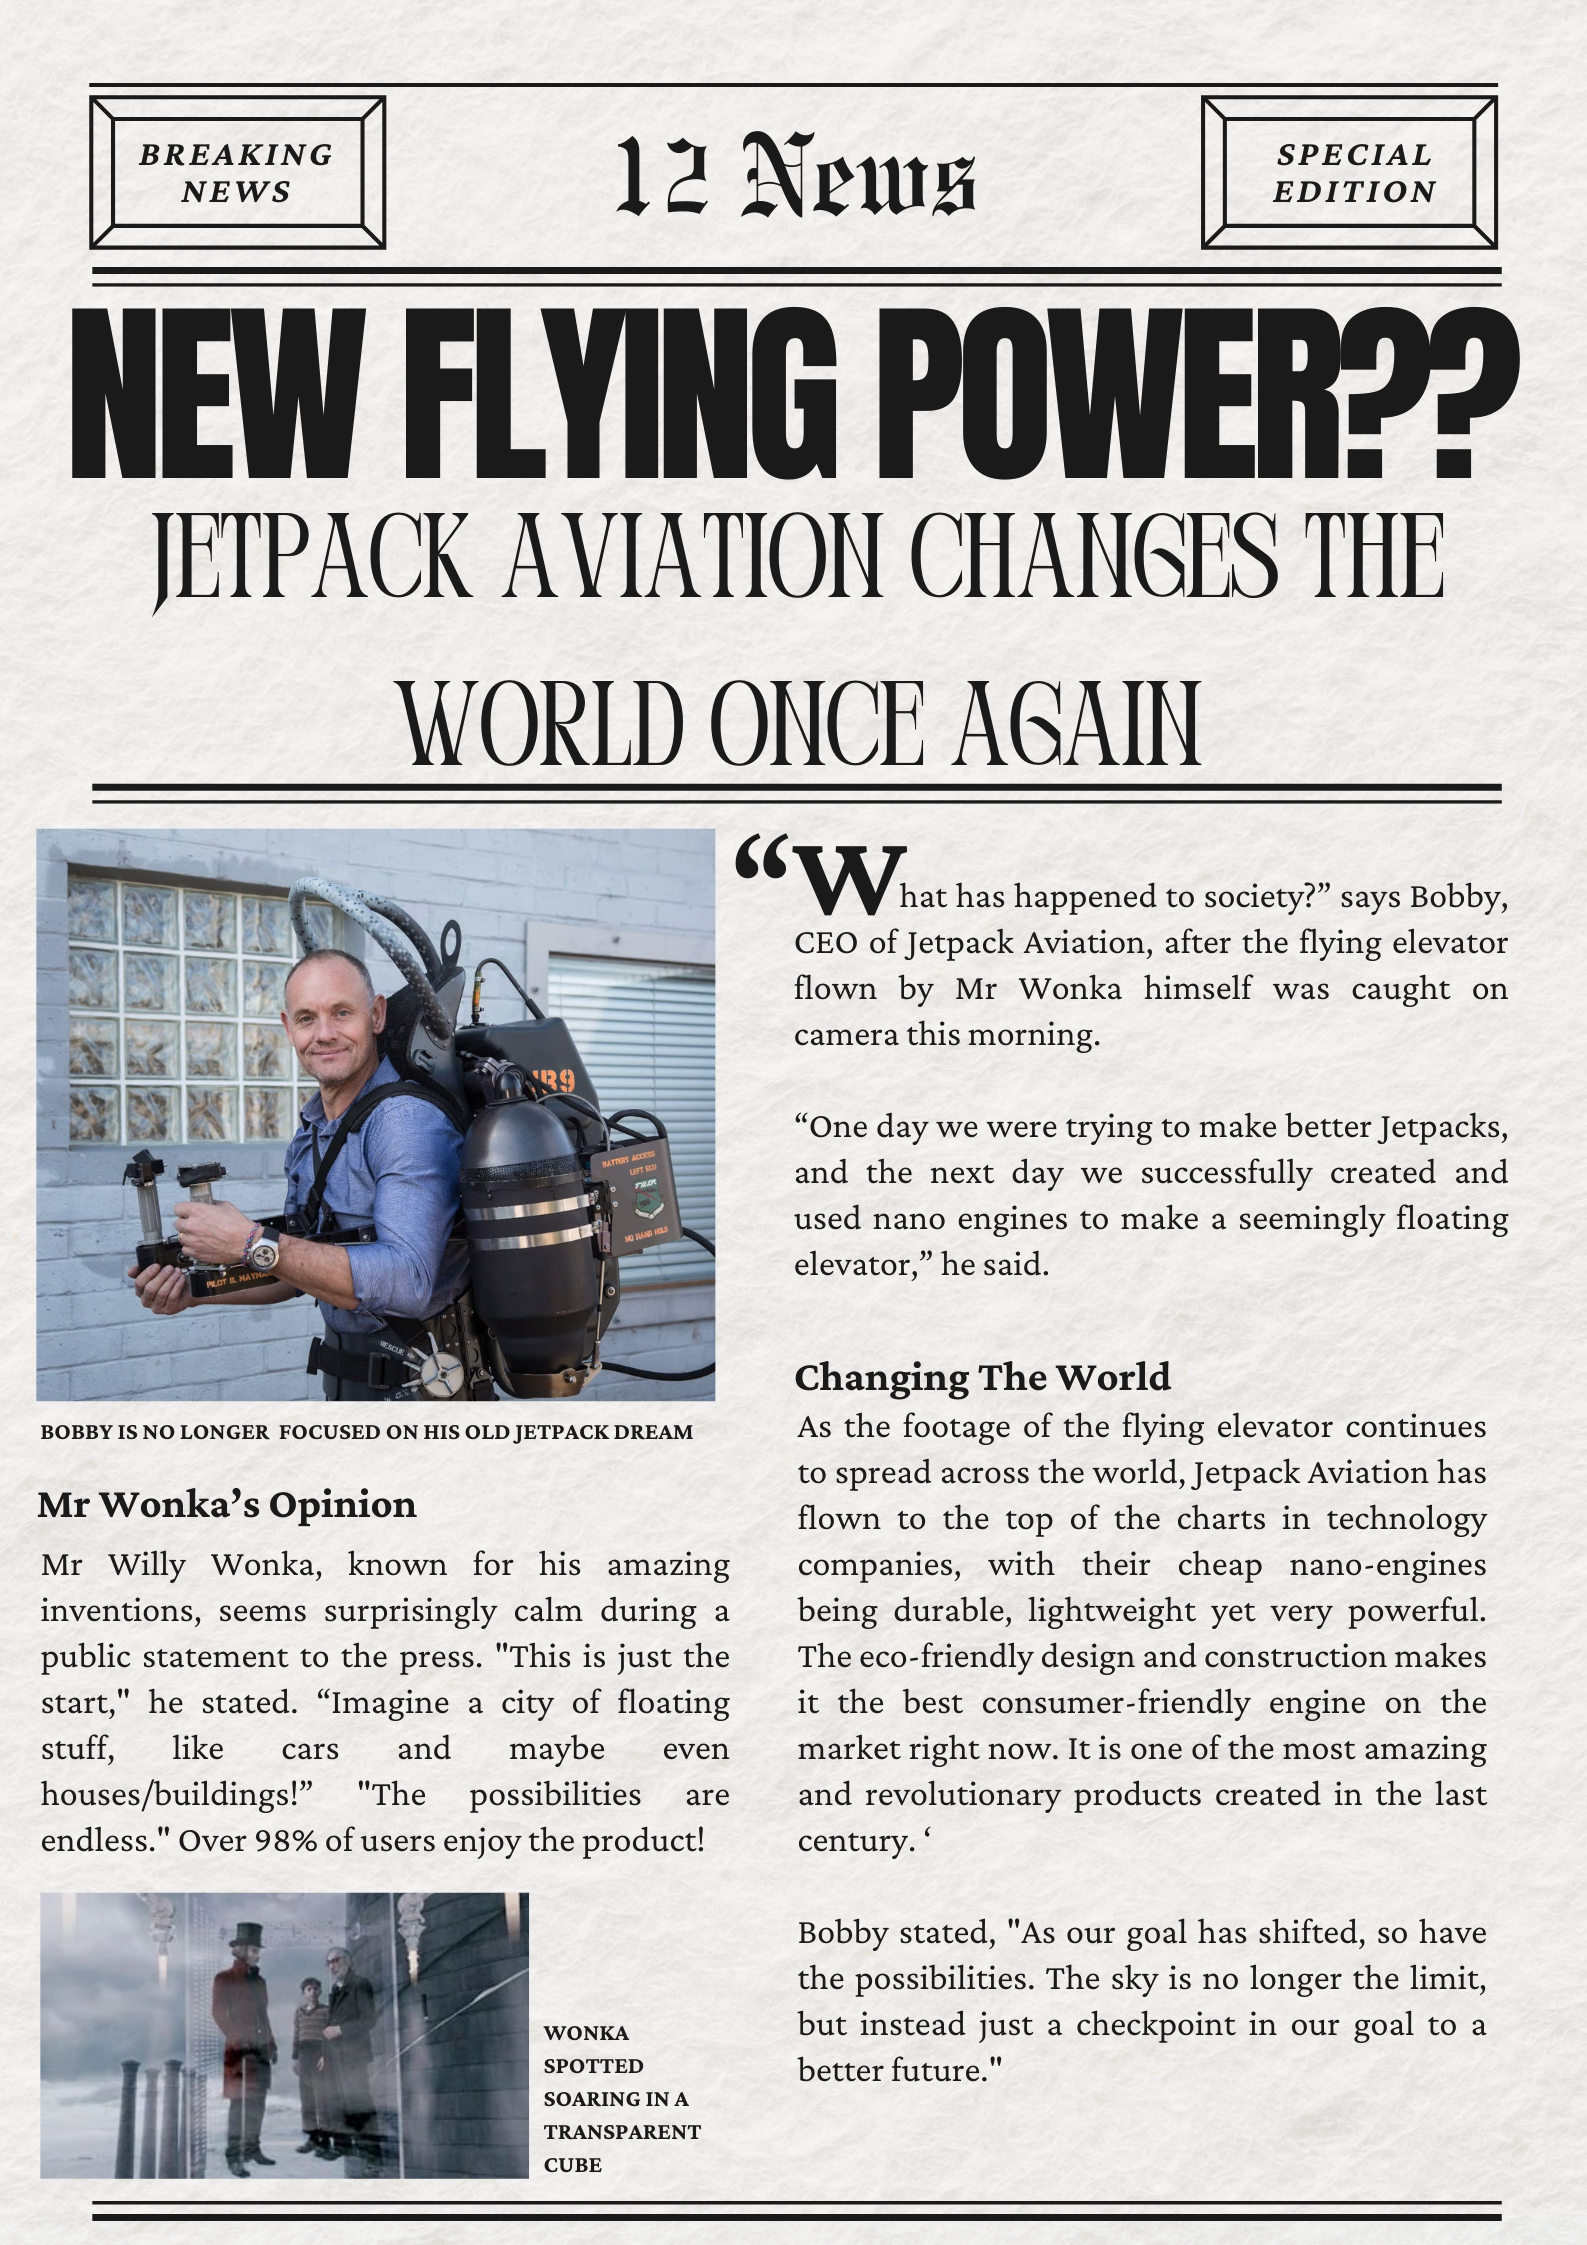 BREAKING
NEWS
12 News
SPECIAL
EDITION
NEW FLYING POWER??
JETPACK AVIATION CHANGES THE
WORLD ONCE AGAIN
BATTERY ACCESS
LEFT ECU
TYLER
NO HAND HOLD
RESCUE
BOBBY IS NO LONGER  FOCUSED ON HIS OLD JETPACK DREAM
Mr Wonka’s Opinion
Mr Willy Wonka, known for his amazing
inventions, seems surprisingly calm during a
public statement to the press. "This is just the
start," he stated. “Imagine a city of floating
stuff, like cars and maybe even
houses/buildings!” "The possibilities are
endless." Over 98% of users enjoy the product!
WONKA
SPOTTED
SOARING IN A
TRANSPARENT
CUBE
“What has happened to society?” says Bobby,
CEO of Jetpack Aviation, after the flying elevator
flown by Mr Wonka himself was caught on
camera this morning.
“One day we were trying to make better Jetpacks,
and the next day we successfully created and
used nano engines to make a seemingly floating
elevator,” he said.
Changing The World
As the footage of the flying elevator continues
to spread across the world, Jetpack Aviation has
flown to the top of the charts in technology
companies, with their cheap nano-engines
being durable, lightweight yet very powerful.
The eco-friendly design and construction makes
it the best consumer-friendly engine on the
market right now. It is one of the most amazing
and revolutionary products created in the last
century. ‘
Bobby stated, "As our goal has shifted, so have
the possibilities. The sky is no longer the limit,
but instead just a checkpoint in our goal to a
better future."